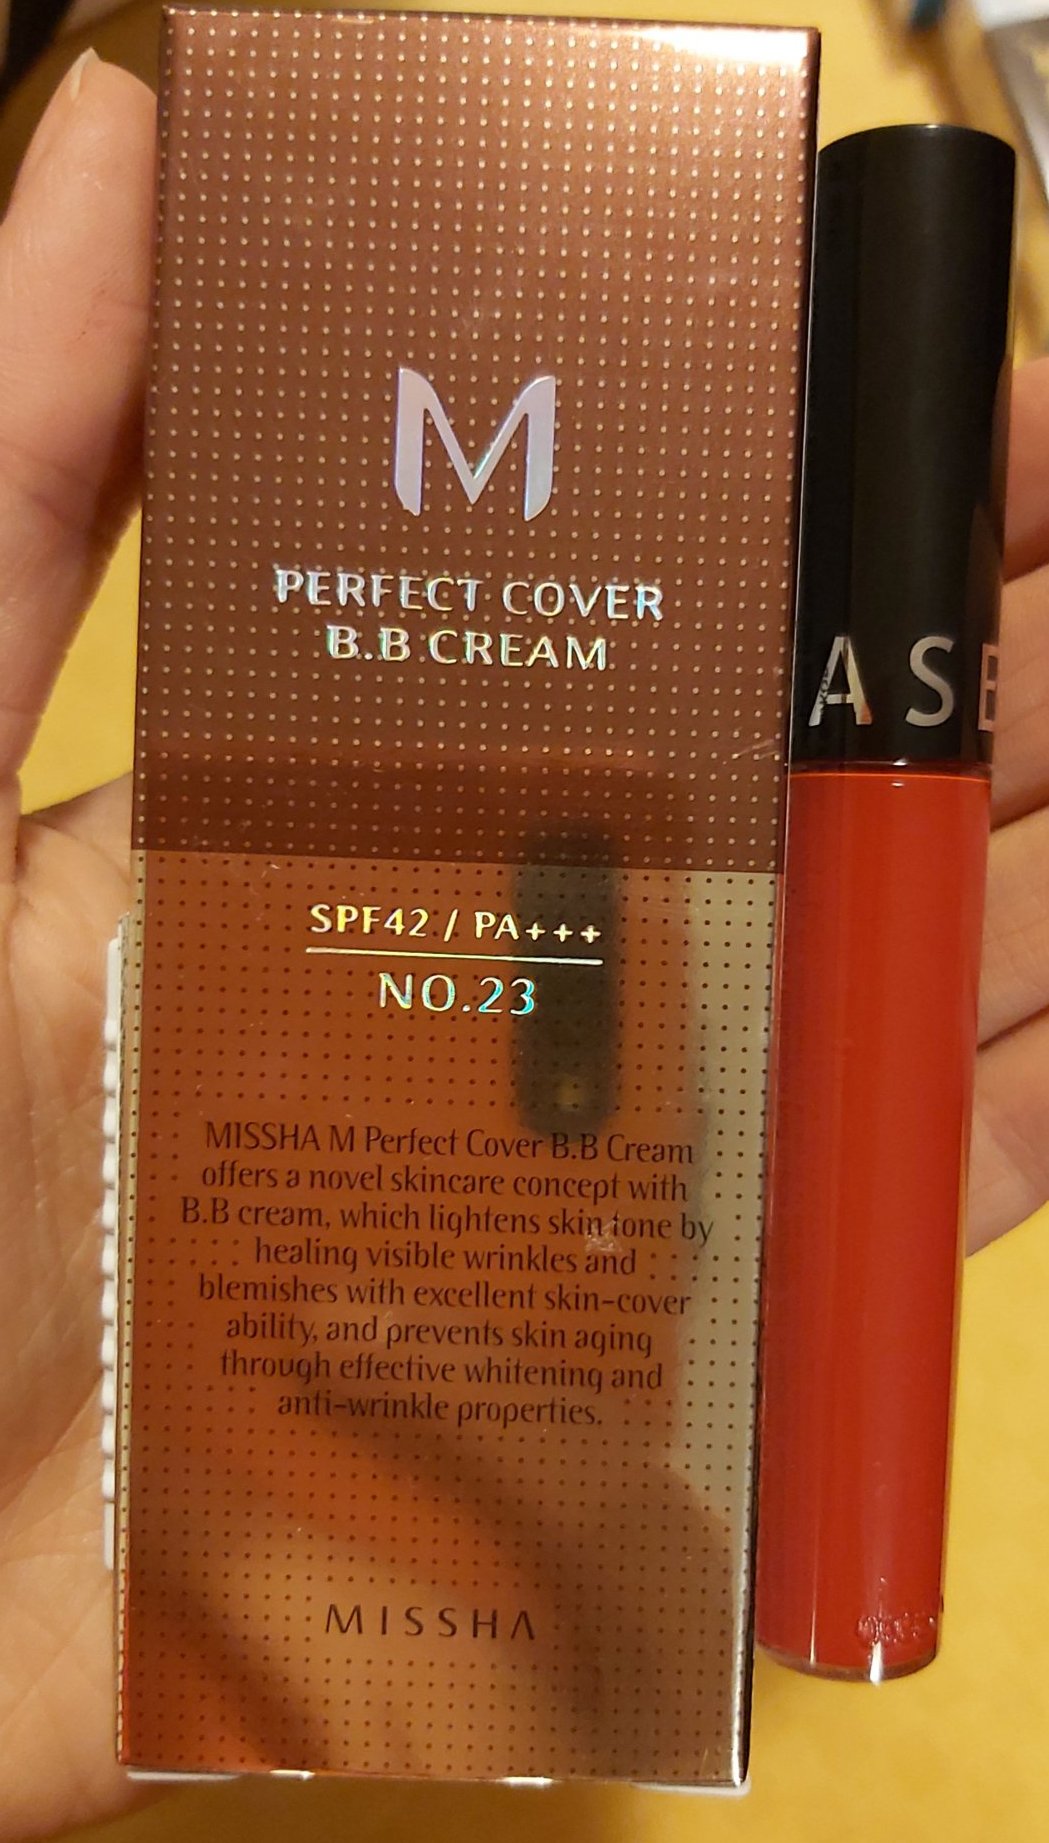 M
PERFECT COVER
B.B CREAM
ASE
SPF42 / PA+++
NO.23
MISSHA M Perfect Cover B.B Cream
offers a novel skincare concept with
B.B cream, which lightens skin tone by
healing visible wrinkles and
blemishes with excellent skin-cover
ability, and prevents skin aging
through effective whitening and
anti-wrinkle properties.
MISSHA